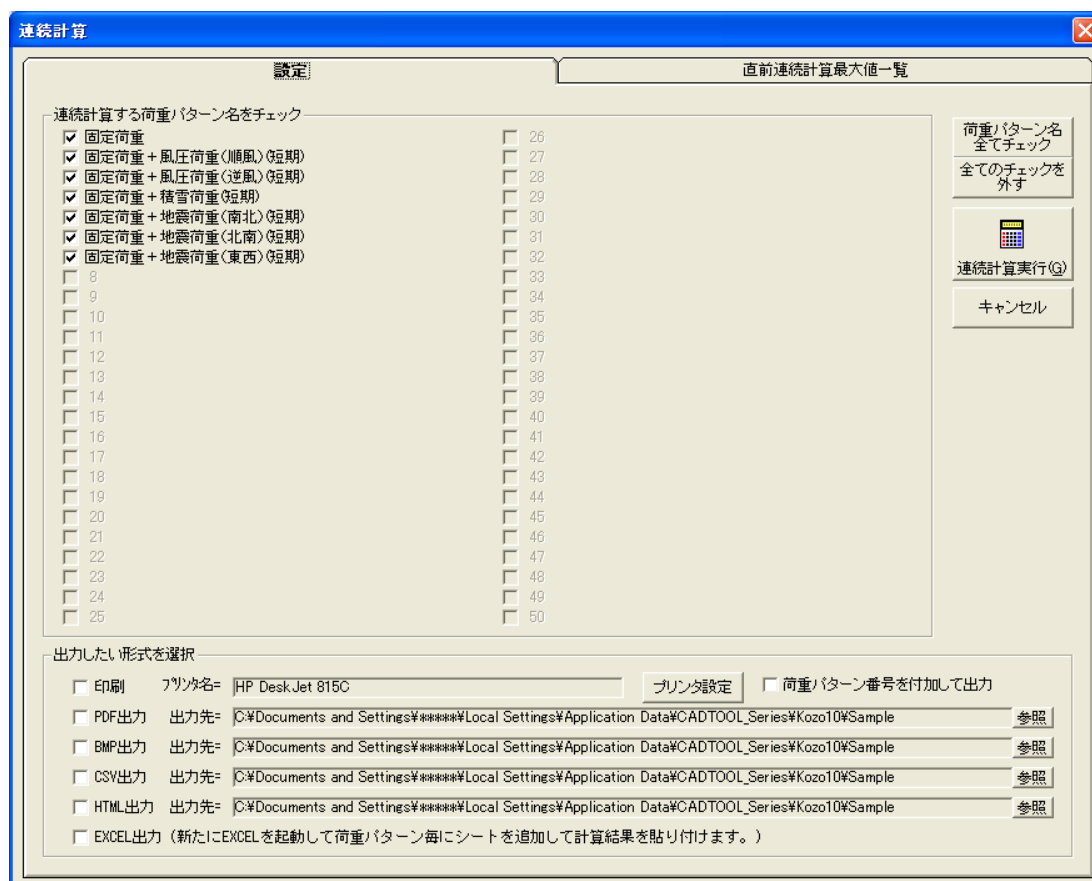 連続計算
設定
直前連続計算最大値一覧
連続計算する荷重パターン名をチェック
固定荷重
固定荷重+風圧荷重(順風)(短期)
固定荷重+風圧荷重(逆風)(短期)
固定荷重+積雪荷重(短期)
固定荷重+地震荷重(南北)(短期)
固定荷重+地震荷重(北南)(短期)
固定荷重+地震荷重(東西)(短期)
8
9
10
11
12
13
14
15
16
17
18
19
20
21
22
23
24
25
26
27
28
29
30
31
32
33
34
35
36
37
38
39
40
41
42
43
44
45
46
47
48
49
50
荷重パターン名
全てチェック
全てのチェックを
外す
連続計算実行(G)
キャンセル
出力したい形式を選択
印刷 プリンタ名= HP DeskJet 815C プリンタ設定 荷重パターン番号を付加して出力
PDF出力 出力先= C:¥Documents and Settings¥*****¥Local Settings¥Application Data¥CADTOOL_Series¥Kozo10¥Sample 参照
BMP出力 出力先= C:¥Documents and Settings¥*****¥Local Settings¥Application Data¥CADTOOL_Series¥Kozo10¥Sample 参照
CSV出力 出力先= C:¥Documents and Settings¥*****¥Local Settings¥Application Data¥CADTOOL_Series¥Kozo10¥Sample 参照
HTML出力 出力先= C:¥Documents and Settings¥*****¥Local Settings¥Application Data¥CADTOOL_Series¥Kozo10¥Sample 参照
EXCEL出力(新たにEXCELを起動して荷重パターン毎にシートを追加して計算結果を貼り付けます。)